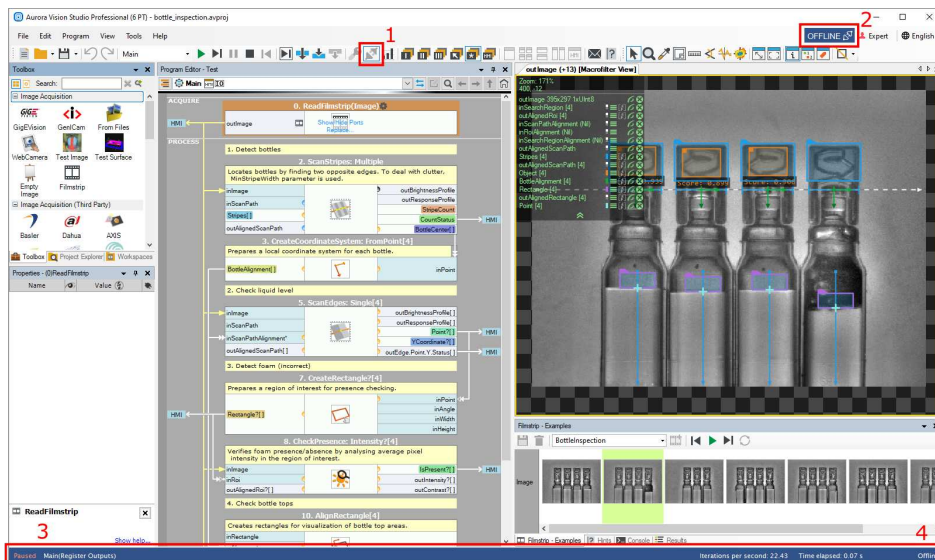 Aurora Vision Studio Professional (6 PT) - bottle_inspection.avproj
1
2
File Edit Program View Tools Help
OFFLINE
Expert
English
Main
Toolbox
Search:
Image Acquisition
GigEVision GenICam From Files
WebCamera Test Image Test Surface
Empty Image
Filmstrip
Image Acquisition (Third Party)
Basler Dahua AXIS
Toolbox Project Explorer Workspaces
Properties - (0)ReadFilmstrip
Name Value
ReadFilmstrip
Show help...
3
Program Editor - Test
Main
ACQUIRE
0. ReadFilmstrip(Image)
HMI
outImage
Show/Hide Ports
Replace...
PROCESS
1. Detect bottles
2. ScanStripes: Multiple
Locates bottles by finding two opposite edges. To deal with clutter,
MinStripeWidth parameter is used.
inImage
inScanPath
Stripes[]
outAlignedScanPath
outBrightnessProfile
outResponseProfile
StripeCount
CountStatus
HMI
BottleCenter[]
3. CreateCoordinateSystem: FromPoint[4]
Prepares a local coordinate system for each bottle.
BottleAlignment[]
inPoint
2. Check liquid level
5. ScanEdges: Single[4]
inImage
inScanPath
inScanPathAlignment*
outAlignedScanPath[]
outBrightnessProfile[]
outResponseProfile[]
Point?[]
HMI
YCoordinate?[]
outEdge.Point.Y.Status[]
HMI
3. Detect foam (incorrect)
7. CreateRectangle?[4]
Prepares a region of interest for presence checking.
HMI
Rectangle?[]
inPoint
inAngle
inWidth
inHeight
8. CheckPresence: Intensity?[4]
Verifies foam presence/absence by analysing average pixel
intensity in the region of interest.
inImage
inRoi
outAlignedRoi?[]
IsPresent?[]
HMI
outIntensity?[]
outContrast?[]
4. Check bottle tops
10. AlignRectangle[4]
Creates rectangles for visualization of bottle top areas.
inRectangle
outImage (+13) [Macrofilter View]
Zoom: 171%
400, -12
outImage 395x297 1xUInt8
inSearchRegion [4]
outAlignedRoi [4]
inScanPathAlignment (Nil)
inRoiAlignment (Nil)
inSearchRegionAlignment (Nil)
outAlignedScanPath
Stripes [4]
outAlignedScanPath [4]
Object [4]
BottleAlignment [4]
Rectangle [4]
outAlignedRectangle [4]
Point [4]
Filmstrip - Examples
BottleInspection
Image
Filmstrip - Examples Hints Console Results
4
Paused Main(Register Outputs)
Iterations per second: 22.43 Time elapsed: 0.07 s